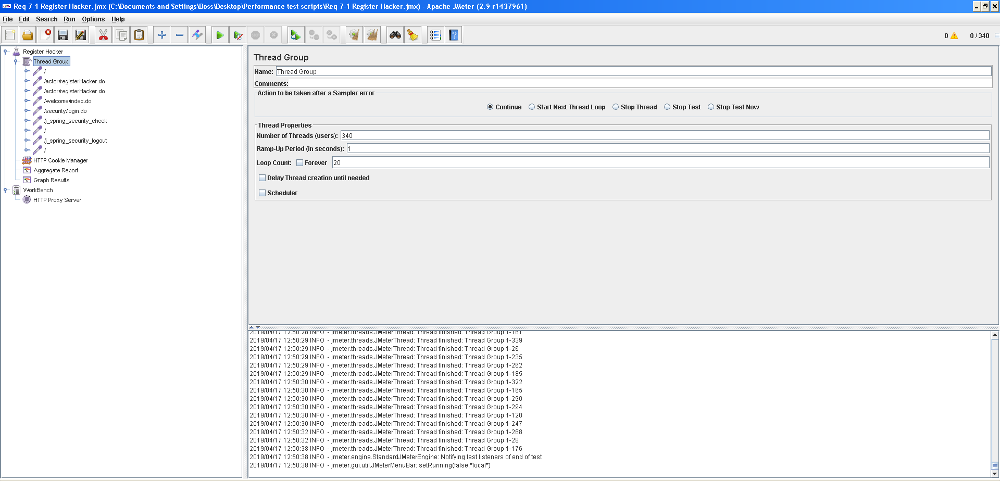 Req 7-1 Register Hacker.jmx (C:\Documents and Settings\Boss\Desktop\Performance test scripts\Req 7-1 Register Hacker.jmx) - Apache JMeter (2.9 r1437961)
File Edit Search Run Options Help
0 0 / 340
Register Hacker
Thread Group
/
/actor/registerHacker.do
/actor/registerHacker.do
/welcome/index.do
/security/login.do
/j_spring_security_check
/
/j_spring_security_logout
/
HTTP Cookie Manager
Aggregate Report
Graph Results
WorkBench
HTTP Proxy Server
Thread Group
Name: Thread Group
Comments:
Action to be taken after a Sampler error
Continue Start Next Thread Loop Stop Thread Stop Test Stop Test Now
Thread Properties
Number of Threads (users): 340
Ramp-Up Period (in seconds): 1
Loop Count: Forever 20
Delay Thread creation until needed
Scheduler
2019/04/17 12:50:28 INFO - jmeter.threads.JMeterThread: Thread finished: Thread Group 1-161
2019/04/17 12:50:29 INFO - jmeter.threads.JMeterThread: Thread finished: Thread Group 1-339
2019/04/17 12:50:29 INFO - jmeter.threads.JMeterThread: Thread finished: Thread Group 1-26
2019/04/17 12:50:29 INFO - jmeter.threads.JMeterThread: Thread finished: Thread Group 1-235
2019/04/17 12:50:29 INFO - jmeter.threads.JMeterThread: Thread finished: Thread Group 1-262
2019/04/17 12:50:29 INFO - jmeter.threads.JMeterThread: Thread finished: Thread Group 1-185
2019/04/17 12:50:30 INFO - jmeter.threads.JMeterThread: Thread finished: Thread Group 1-322
2019/04/17 12:50:30 INFO - jmeter.threads.JMeterThread: Thread finished: Thread Group 1-165
2019/04/17 12:50:30 INFO - jmeter.threads.JMeterThread: Thread finished: Thread Group 1-290
2019/04/17 12:50:30 INFO - jmeter.threads.JMeterThread: Thread finished: Thread Group 1-294
2019/04/17 12:50:30 INFO - jmeter.threads.JMeterThread: Thread finished: Thread Group 1-120
2019/04/17 12:50:30 INFO - jmeter.threads.JMeterThread: Thread finished: Thread Group 1-247
2019/04/17 12:50:32 INFO - jmeter.threads.JMeterThread: Thread finished: Thread Group 1-268
2019/04/17 12:50:32 INFO - jmeter.threads.JMeterThread: Thread finished: Thread Group 1-28
2019/04/17 12:50:38 INFO - jmeter.threads.JMeterThread: Thread finished: Thread Group 1-176
2019/04/17 12:50:38 INFO - jmeter.engine.StandardJMeterEngine: Notifying test listeners of end of test
2019/04/17 12:50:38 INFO - jmeter.gui.util.JMeterMenuBar: setRunning(false,*local*)